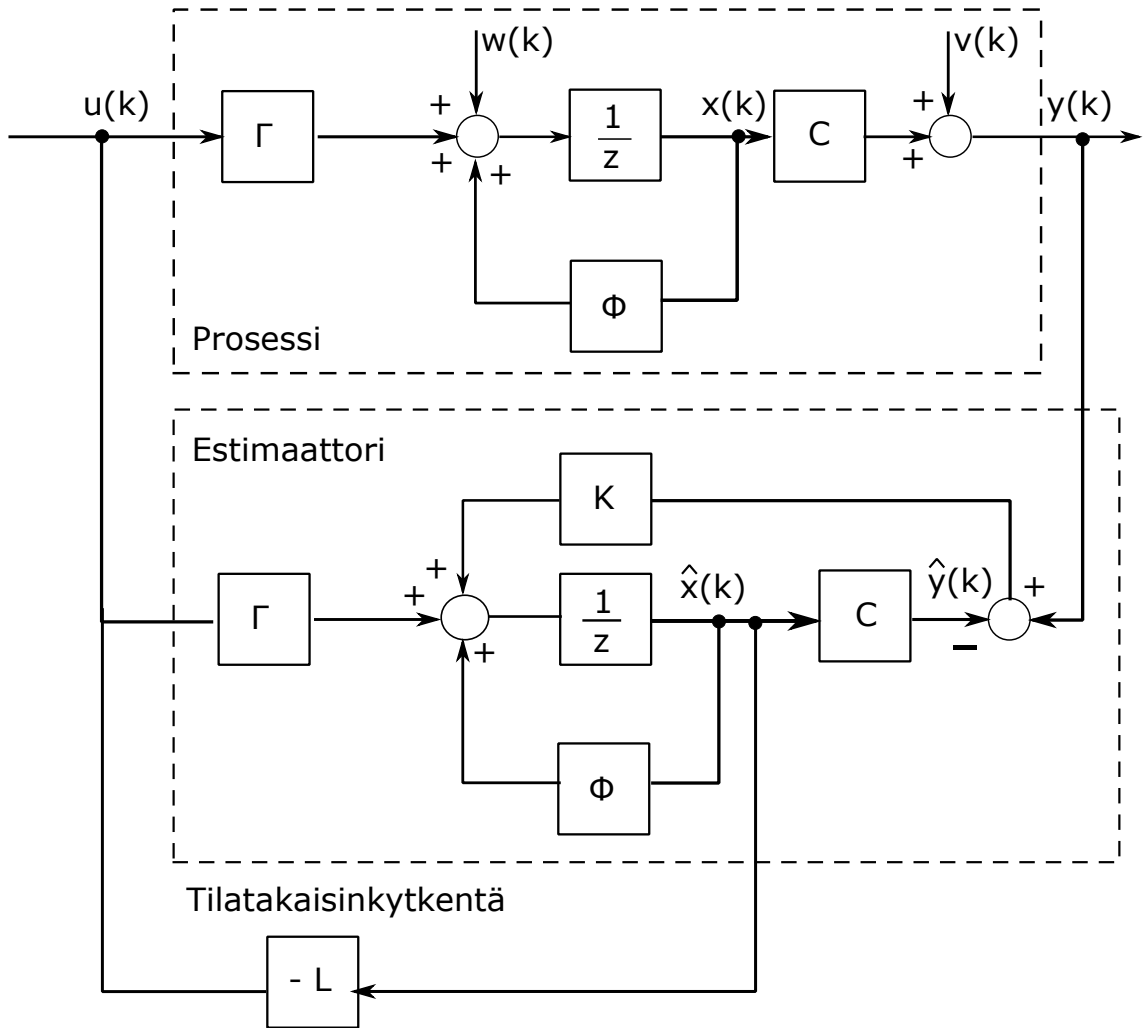 w(k)
v(k)
u(k)
x(k)
y(k)
+
+
Γ
1
z
C
+
+
+
Φ
Prosessi
Estimaattori
K
+
x̂(k)
ŷ(k)
+
Γ
+
1
z
C
+
−
Φ
Tilatakaisinkytkentä
- L